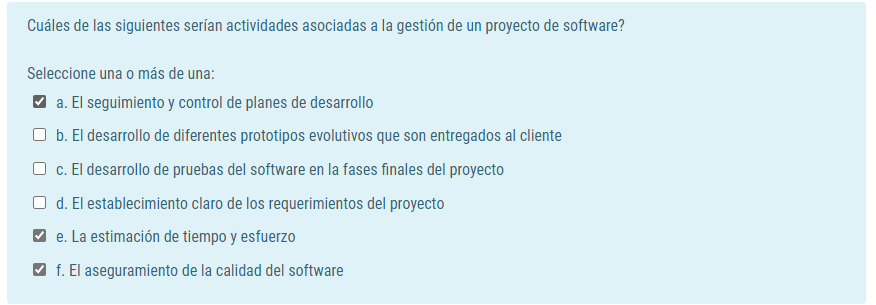 Cuáles de las siguientes serían actividades asociadas a la gestión de un proyecto de software?
Seleccione una o más de una:
a. El seguimiento y control de planes de desarrollo
b. El desarrollo de diferentes prototipos evolutivos que son entregados al cliente
c. El desarrollo de pruebas del software en la fases finales del proyecto
d. El establecimiento claro de los requerimientos del proyecto
e. La estimación de tiempo y esfuerzo
f. El aseguramiento de la calidad del software